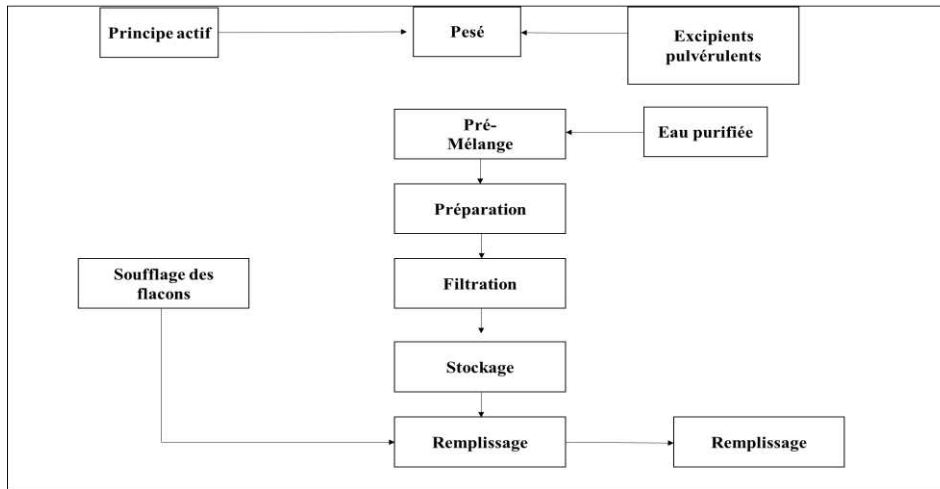 Principe actif
Pesé
Excipients
pulvérulents
Pré-
Mélange
Eau purifiée
Préparation
Soufflage des
flacons
Filtration
Stockage
Remplissage
Remplissage